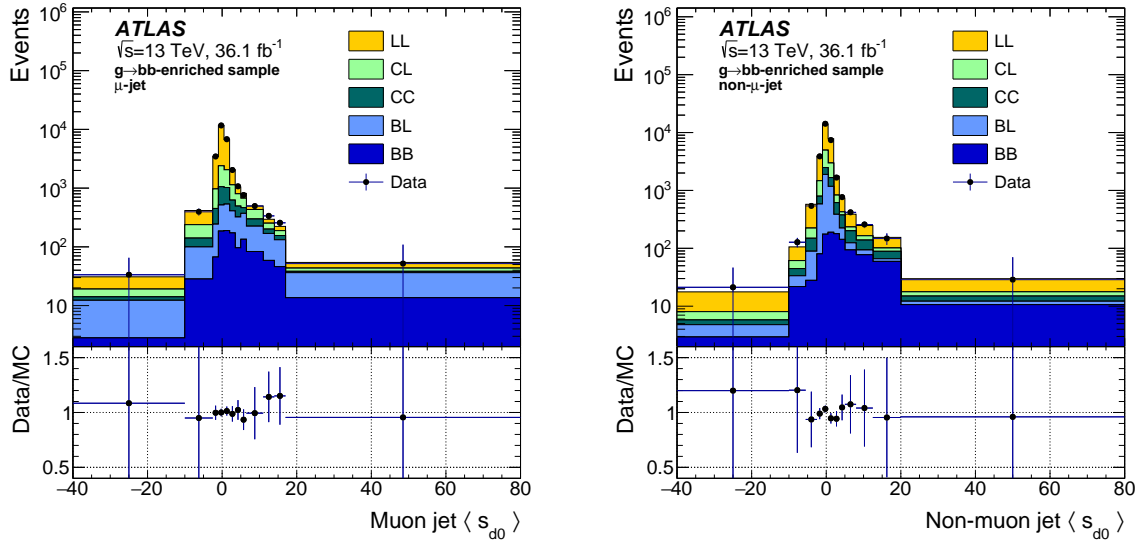 ATLAS
√s=13 TeV, 36.1 fb⁻¹
g→bb-enriched sample
μ-jet
LL
CL
CC
BL
BB
Data
Events
10⁶
10⁵
10⁴
10³
10²
10
Data/MC
1.5
1
0.5
−40 −20 0 20 40 60 80
Muon jet ⟨ s_d0 ⟩
ATLAS
√s=13 TeV, 36.1 fb⁻¹
g→bb-enriched sample
non-μ-jet
LL
CL
CC
BL
BB
Data
Events
10⁶
10⁵
10⁴
10³
10²
10
Data/MC
1.5
1
0.5
−40 −20 0 20 40 60 80
Non-muon jet ⟨ s_d0 ⟩